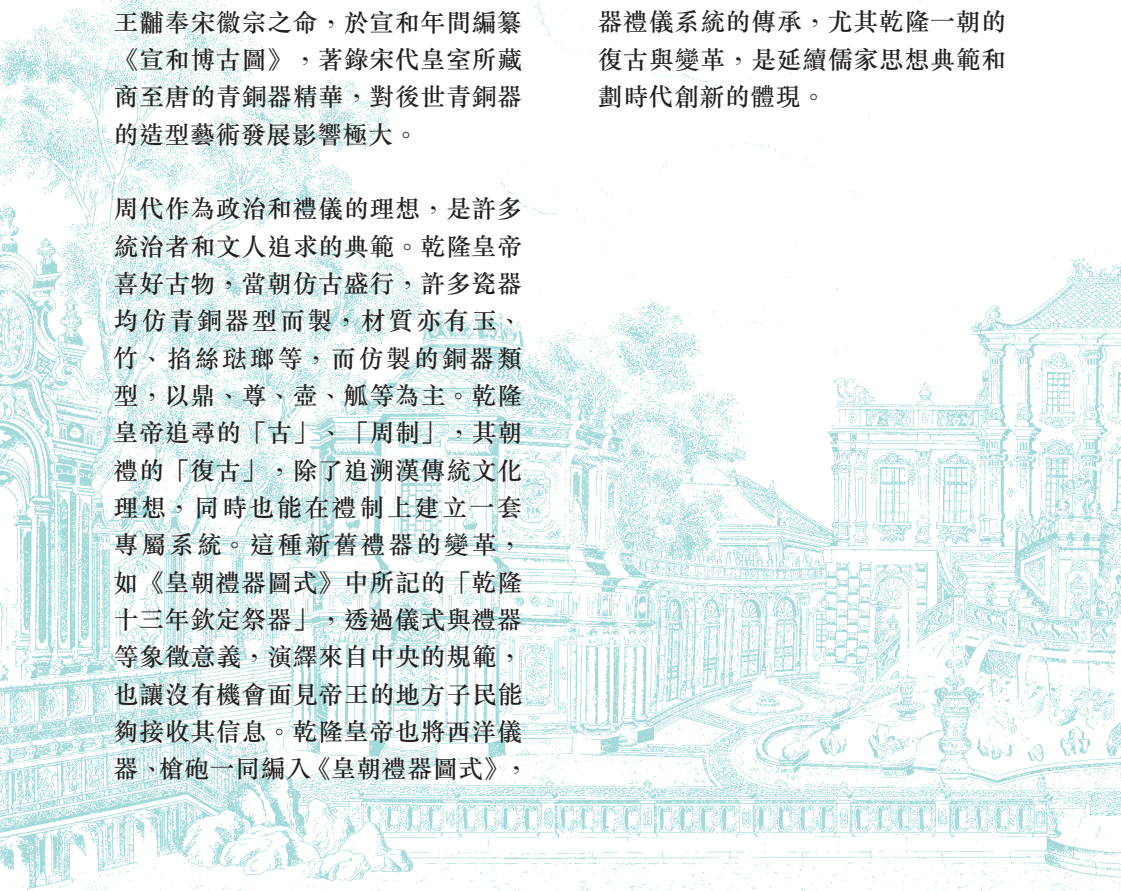 王黼奉宋徽宗之命，於宣和年間編纂
《宣和博古圖》，著錄宋代皇室所藏
商至唐的青銅器精華，對後世青銅器
的造型藝術發展影響極大。
周代作為政治和禮儀的理想，是許多
統治者和文人追求的典範。乾隆皇帝
喜好古物，當朝仿古盛行，許多瓷器
均仿青銅器型而製，材質亦有玉、
竹、掐絲琺瑯等，而仿製的銅器類
型，以鼎、尊、壺、觚等為主。乾隆
皇帝追尋的「古」、「周制」，其朝
禮的「復古」，除了追溯漢傳統文化
理想，同時也能在禮制上建立一套
專屬系統。這種新舊禮器的變革，
如《皇朝禮器圖式》中所記的「乾隆
十三年欽定祭器」，透過儀式與禮器
等象徵意義，演繹來自中央的規範，
也讓沒有機會面見帝王的地方子民能
夠接收其信息。乾隆皇帝也將西洋儀
器、槍砲一同編入《皇朝禮器圖式》，
器禮儀系統的傳承，尤其乾隆一朝的
復古與變革，是延續儒家思想典範和
劃時代創新的體現。